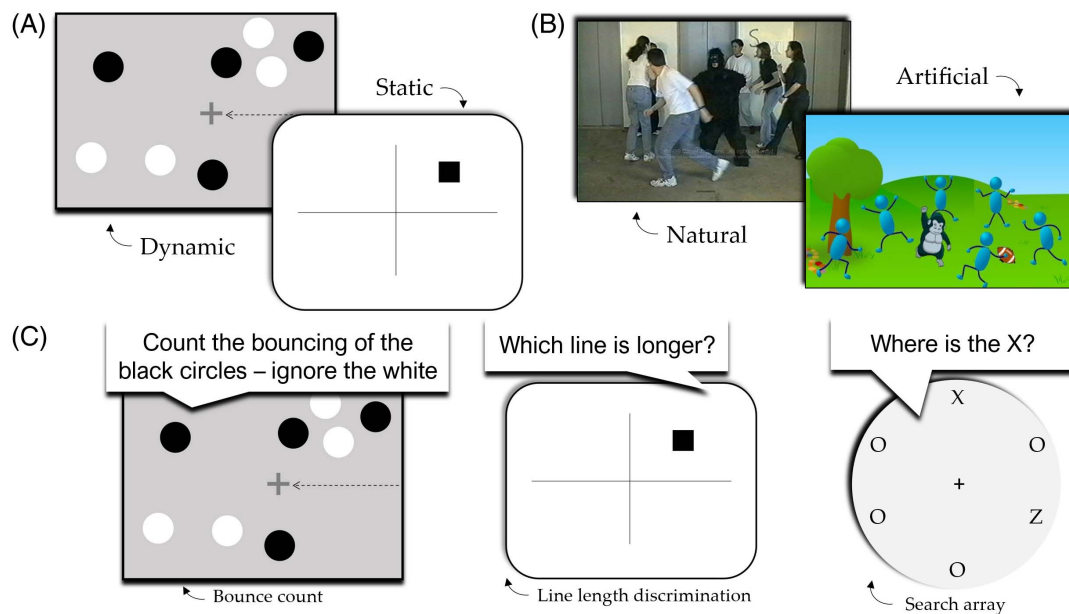 (A)
Static
Dynamic
(B)
S
Artificial
Natural
(C)
Count the bouncing of the
black circles – ignore the white
Bounce count
Which line is longer?
Line length discrimination
Where is the X?
X
O
O
+
O
Z
O
Search array